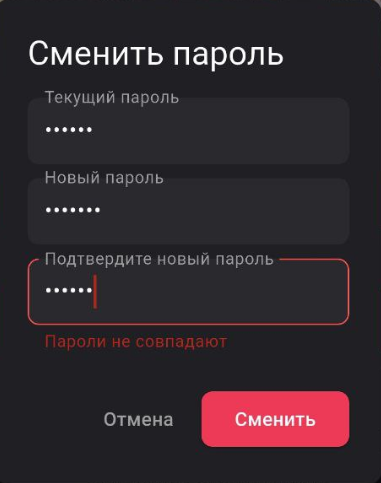 Сменить пароль
Текущий пароль
••••••
Новый пароль
•••••••
Подтвердите новый пароль
••••••
Пароли не совпадают
Отмена
Сменить